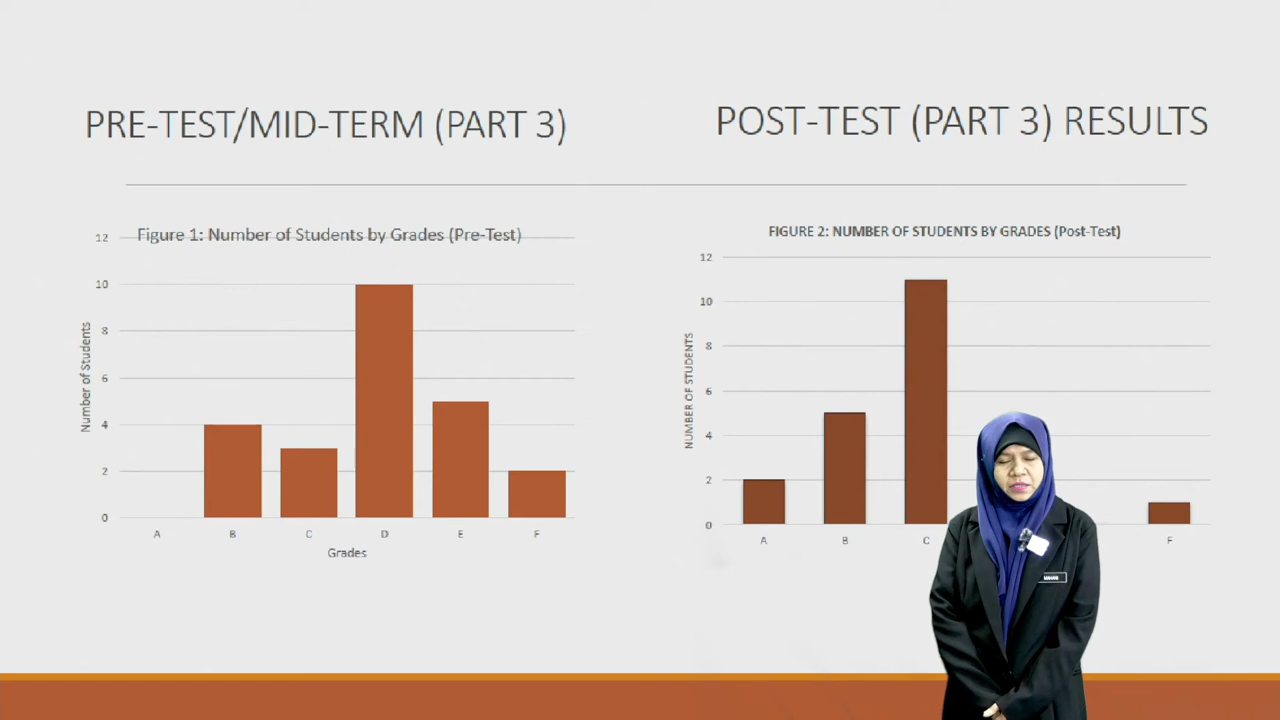 PRE-TEST/MID-TERM (PART 3)
POST-TEST (PART 3) RESULTS
Figure 1: Number of Students by Grades (Pre-Test)
12
10
8
6
4
2
0
Number of Students
A B C D E F
Grades
FIGURE 2: NUMBER OF STUDENTS BY GRADES (Post-Test)
12
10
8
6
4
2
0
NUMBER OF STUDENTS
A B C F